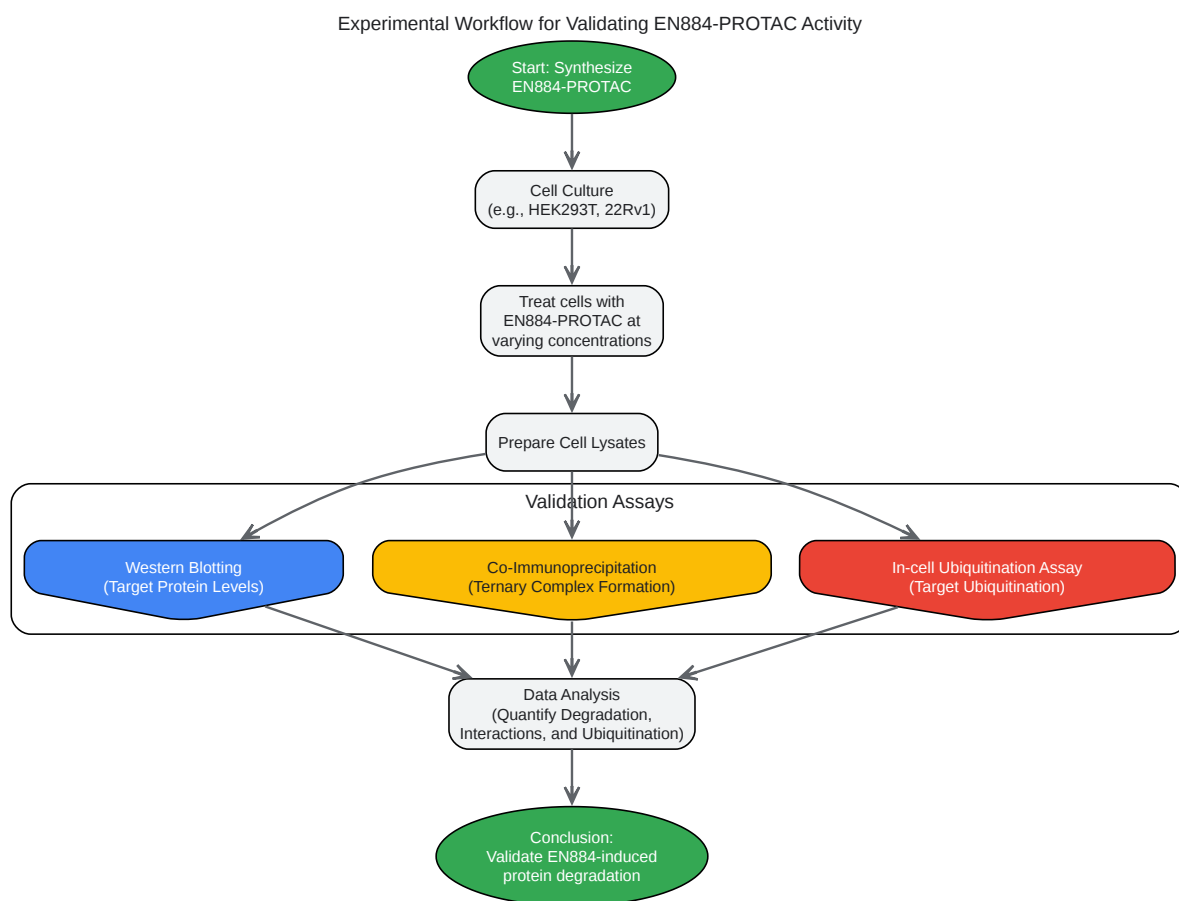 Experimental Workflow for Validating EN884-PROTAC Activity
Start: Synthesize
EN884-PROTAC
Cell Culture
(e.g., HEK293T, 22Rv1)
Treat cells with
EN884-PROTAC at
varying concentrations
Prepare Cell Lysates
Validation Assays
Western Blotting
(Target Protein Levels)
Co-Immunoprecipitation
(Ternary Complex Formation)
In-cell Ubiquitination Assay
(Target Ubiquitination)
Data Analysis
(Quantify Degradation,
Interactions, and Ubiquitination)
Conclusion:
Validate EN884-induced
protein degradation